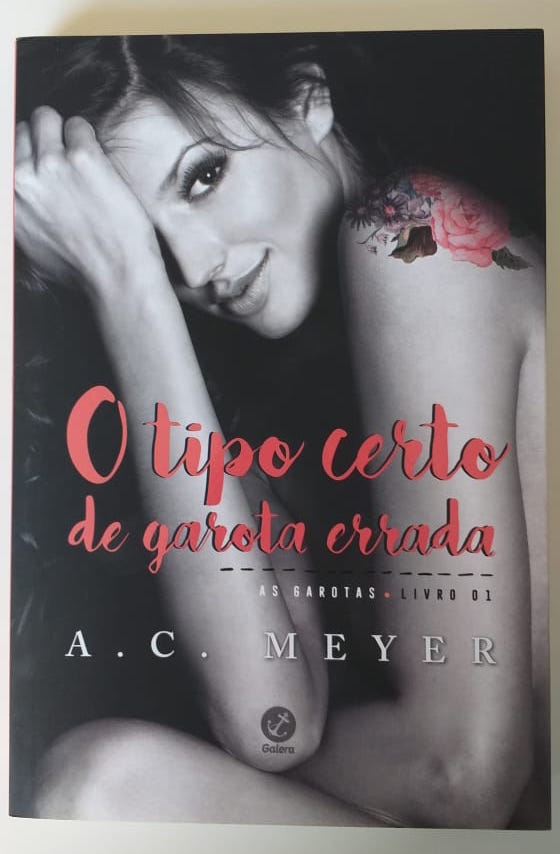 O tipo certo
de garota errada
AS GAROTAS • LIVRO 01
A. C. MEYER
Galera